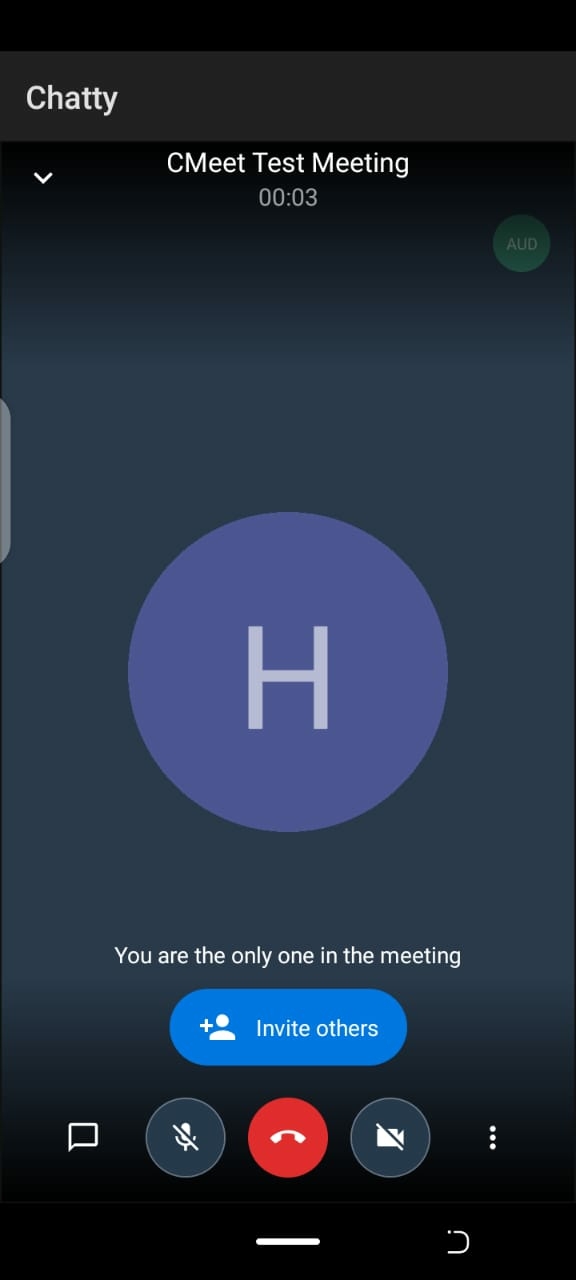 Chatty
CMeet Test Meeting
00:03
AUD
H
You are the only one in the meeting
Invite others